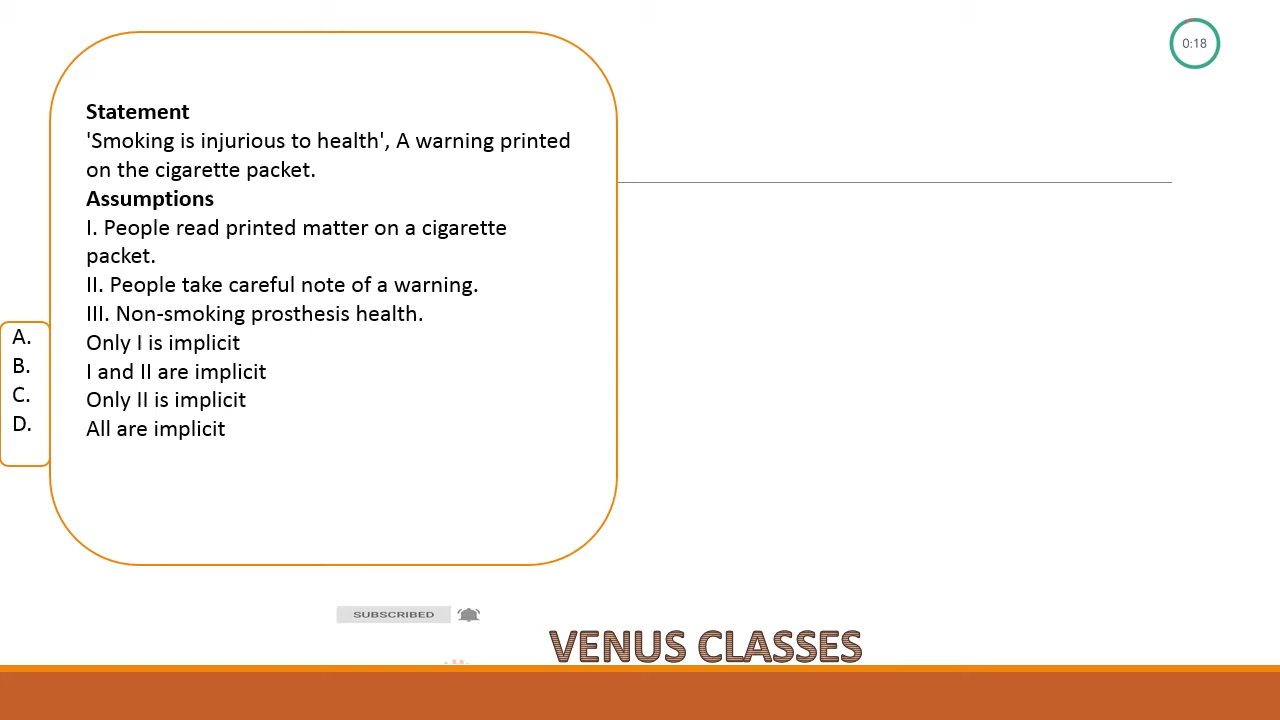 0:18
Statement
'Smoking is injurious to health', A warning printed
on the cigarette packet.
Assumptions
I. People read printed matter on a cigarette
packet.
II. People take careful note of a warning.
III. Non-smoking prosthesis health.
A. Only I is implicit
B. I and II are implicit
C. Only II is implicit
D. All are implicit
SUBSCRIBED
VENUS CLASSES